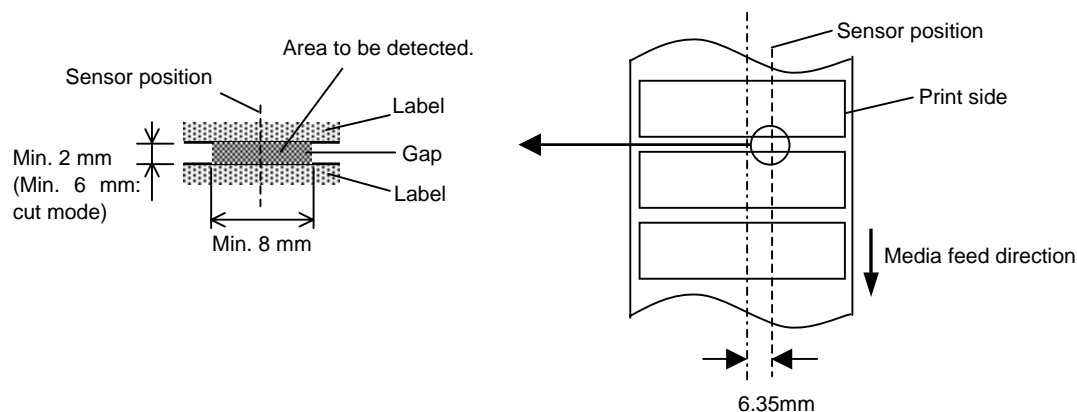 Area to be detected.
Sensor position
Label
Gap
Label
Min. 2 mm
(Min. 6 mm:
cut mode)
Min. 8 mm
Sensor position
Print side
Media feed direction
6.35mm